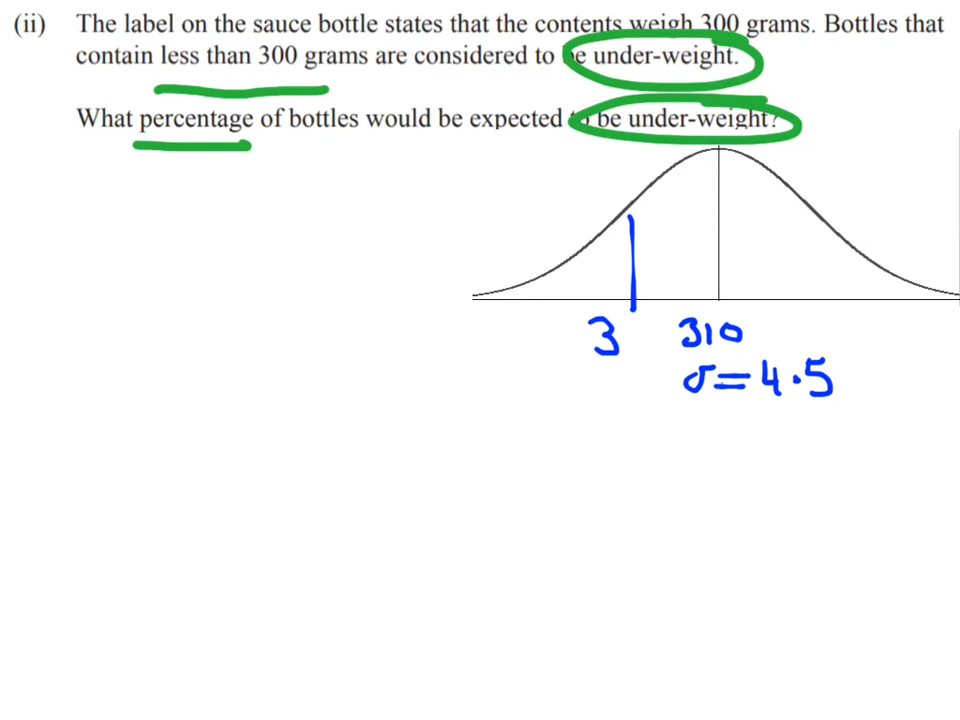 (ii) The label on the sauce bottle states that the contents weigh 300 grams. Bottles that
contain less than 300 grams are considered to be under-weight.
What percentage of bottles would be expected to be under-weight?
3 310
σ=4.5